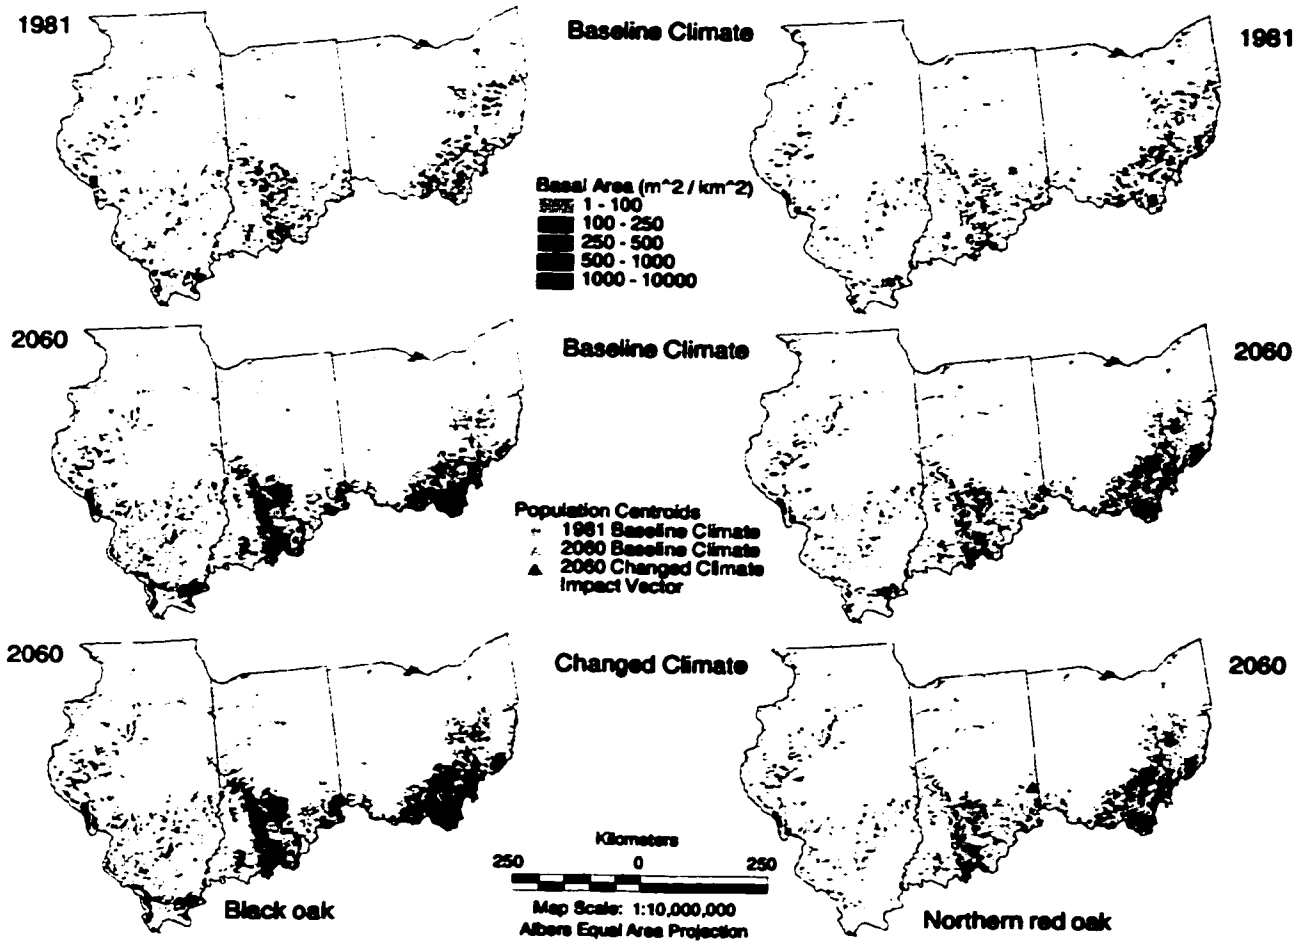 1981
Baseline Climate
1981
Basal Area (m^2 / km^2)
1 - 100
100 - 250
250 - 500
500 - 1000
1000 - 10000
2060
Baseline Climate
2060
Population Centroids
1981 Baseline Climate
2060 Baseline Climate
2060 Changed Climate
Impact Vector
2060
Changed Climate
2060
Kilometers
250 0 250
Map Scale: 1:10,000,000
Albers Equal Area Projection
Black oak
Northern red oak